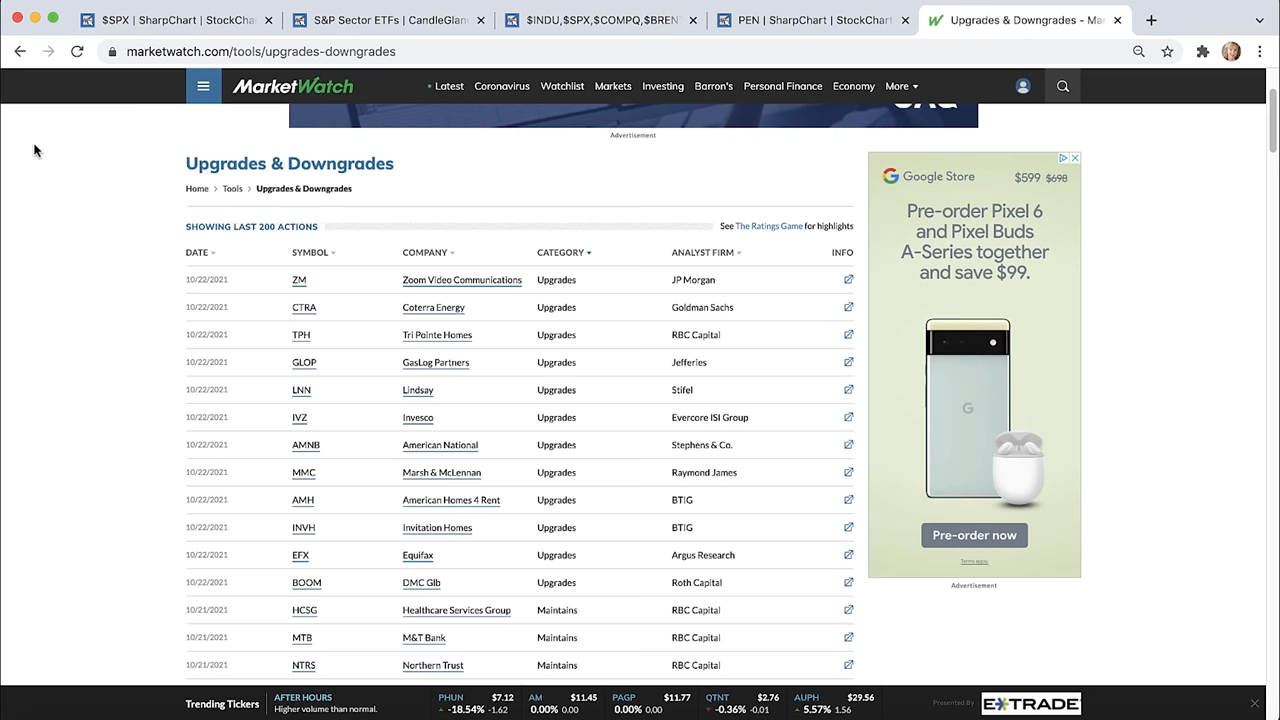 $SPX | SharpChart | StockChart
S&P Sector ETFs | CandleGlan
$INDU,$SPX,$COMPQ,$BREN
PEN | SharpChart | StockChart
Upgrades & Downgrades - Ma
marketwatch.com/tools/upgrades-downgrades
MarketWatch
Latest Coronavirus Watchlist Markets Investing Barron's Personal Finance Economy More
Advertisement
Upgrades & Downgrades
Home > Tools > Upgrades & Downgrades
SHOWING LAST 200 ACTIONS See The Ratings Game for highlights
DATE SYMBOL COMPANY CATEGORY ANALYST FIRM INFO
10/22/2021 ZM Zoom Video Communications Upgrades JP Morgan
10/22/2021 CTRA Coterra Energy Upgrades Goldman Sachs
10/22/2021 TPH Tri Pointe Homes Upgrades RBC Capital
10/22/2021 GLOP GasLog Partners Upgrades Jefferies
10/22/2021 LNN Lindsay Upgrades Stifel
10/22/2021 IVZ Invesco Upgrades Evercore ISI Group
10/22/2021 AMNB American National Upgrades Stephens & Co.
10/22/2021 MMC Marsh & McLennan Upgrades Raymond James
10/22/2021 AMH American Homes 4 Rent Upgrades BTIG
10/22/2021 INVH Invitation Homes Upgrades BTIG
10/22/2021 EFX Equifax Upgrades Argus Research
10/22/2021 BOOM DMC Glb Upgrades Roth Capital
10/21/2021 HCSG Healthcare Services Group Maintains RBC Capital
10/21/2021 MTB M&T Bank Maintains RBC Capital
10/21/2021 NTRS Northern Trust Maintains RBC Capital
Google Store $599 $698
Pre-order Pixel 6
and Pixel Buds
A-Series together
and save $99.
G
Pre-order now
Terms apply.
Advertisement
Trending Tickers
AFTER HOURS
Higher volume than normal.
PHUN $7.12
-18.54% -1.62
AM $11.45
0.00% 0.00
PAGP $11.77
0.00% 0.00
QTNT $2.76
-0.36% -0.01
AUPH $29.56
5.57% 1.56
Presented By E*TRADE